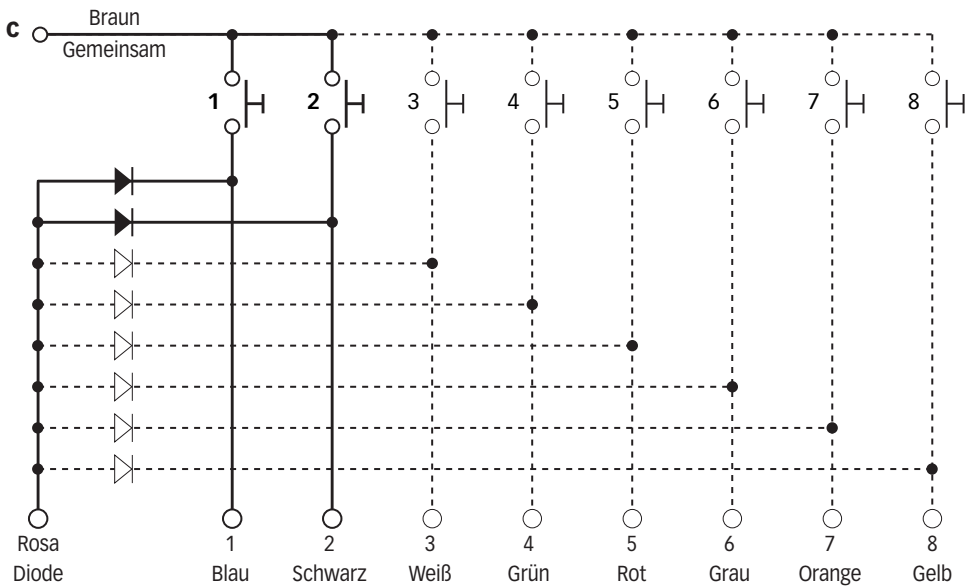 Braun
C
Gemeinsam
1 2 3 4 5 6 7 8
Rosa 1 2 3 4 5 6 7 8
Diode Blau Schwarz Weiß Grün Rot Grau Orange Gelb